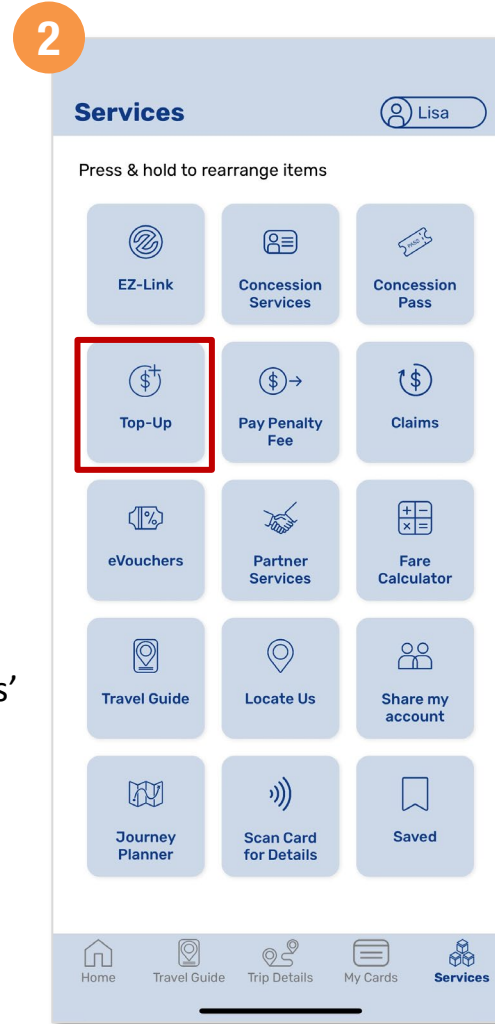 2
Services
Lisa
Press & hold to rearrange items
EZ-Link
Concession
Services
PASS
Concession
Pass
Top-Up
Pay Penalty
Fee
Claims
eVouchers
Partner
Services
Fare
Calculator
s’
Travel Guide
Locate Us
Share my
account
Journey
Planner
Scan Card
for Details
Saved
Home
Travel Guide
Trip Details
My Cards
Services